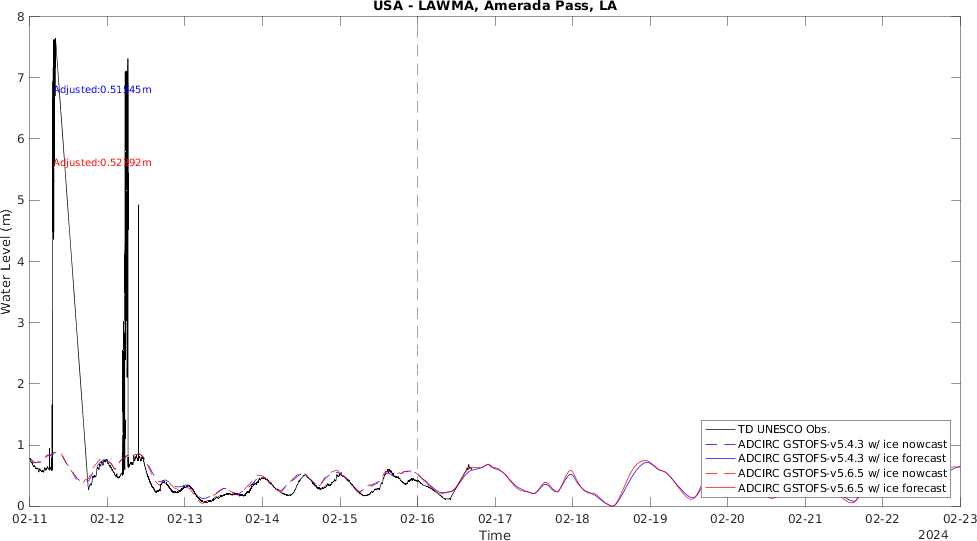 USA - LAWMA, Amerada Pass, LA
8
7
6
5
4
3
2
1
0
Water Level (m)
Adjusted:0.51545m
Adjusted:0.52392m
TD UNESCO Obs.
ADCIRC GSTOFS-v5.4.3 w/ ice nowcast
ADCIRC GSTOFS-v5.4.3 w/ ice forecast
ADCIRC GSTOFS-v5.6.5 w/ ice nowcast
ADCIRC GSTOFS-v5.6.5 w/ ice forecast
02-11 02-12 02-13 02-14 02-15 02-16 02-17 02-18 02-19 02-20 02-21 02-22 02-23
Time
2024